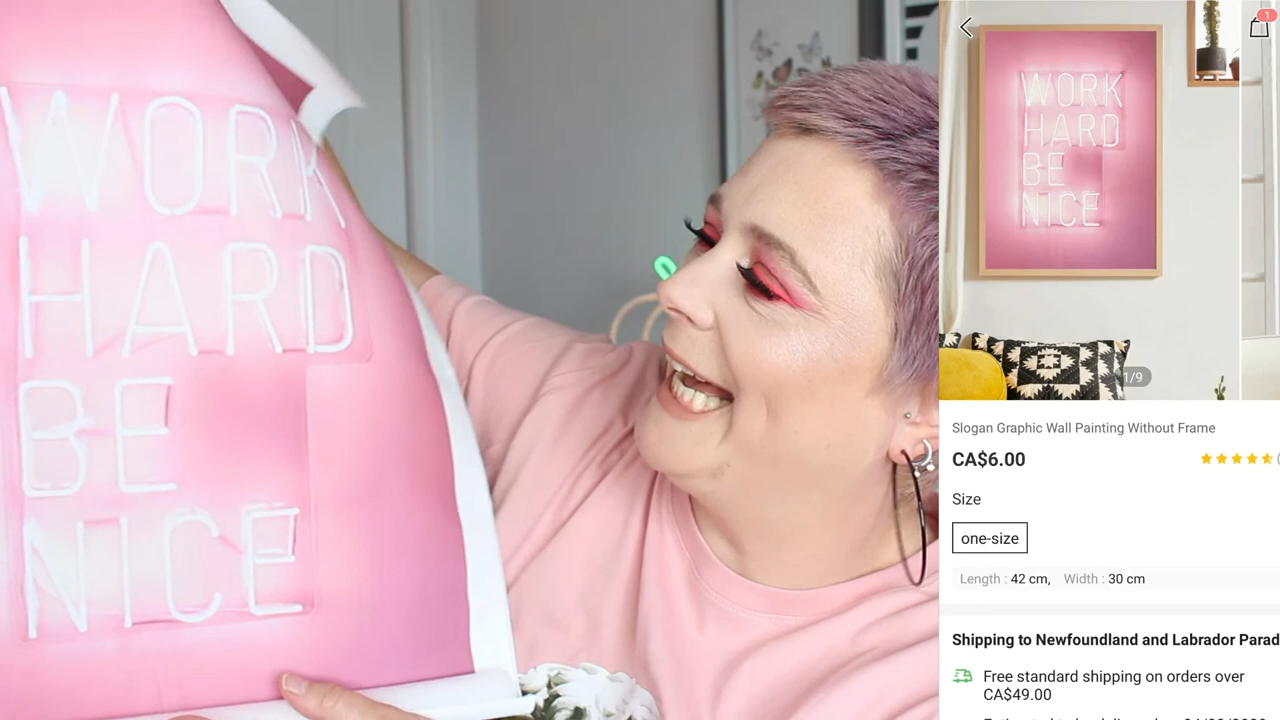 WORK
HARD
BE
NICE
1
WORK
HARD
BE
NICE
1/9
Slogan Graphic Wall Painting Without Frame
CA$6.00
Size
one-size
Length : 42 cm, Width : 30 cm
Shipping to Newfoundland and Labrador Parad
Free standard shipping on orders over
CA$49.00